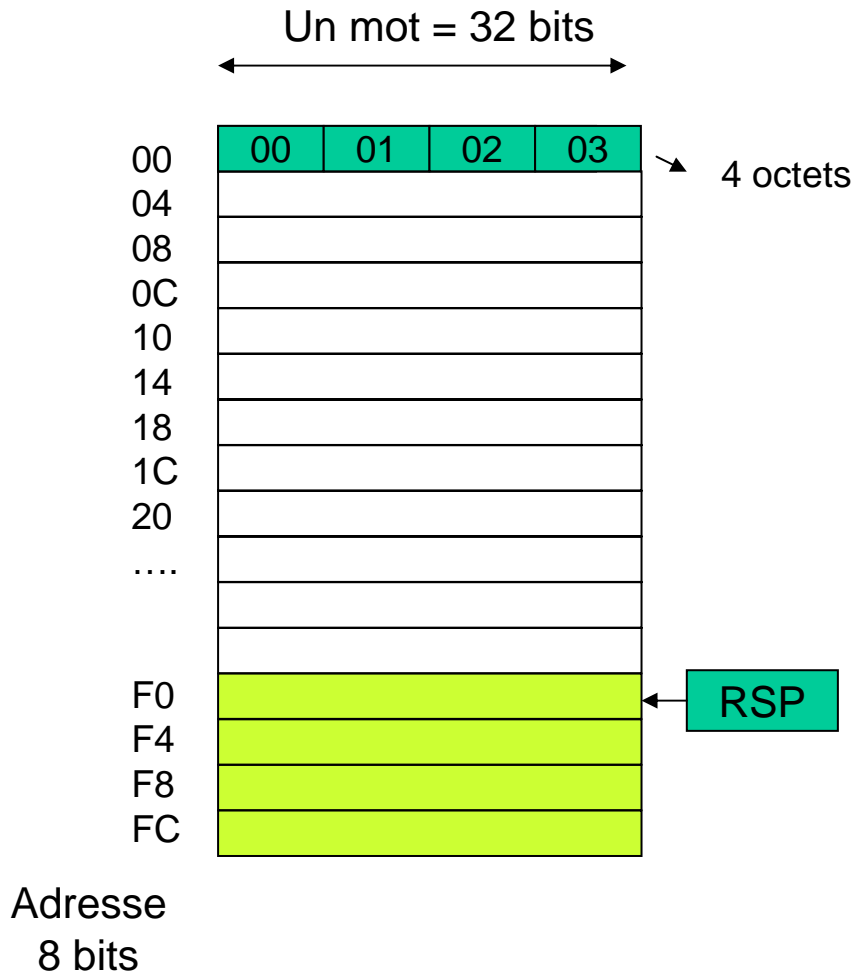 Un mot = 32 bits
00 00 01 02 03 4 octets
04
08
0C
10
14
18
1C
20
….
F0 RSP
F4
F8
FC
Adresse
8 bits